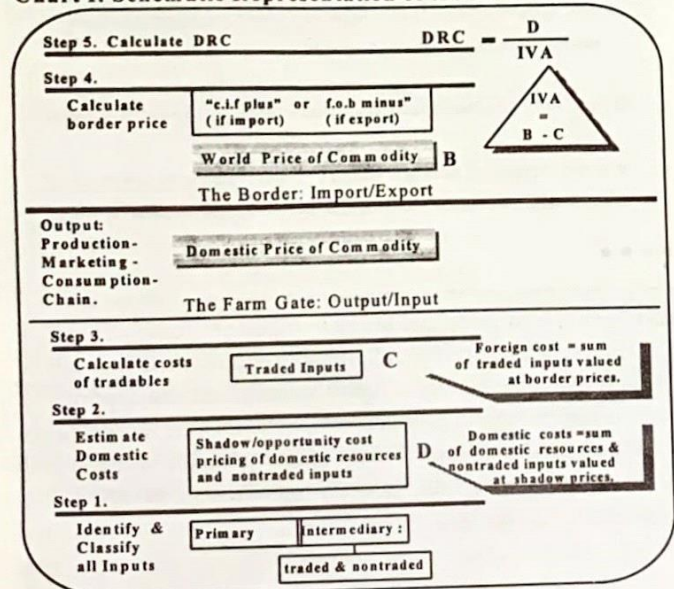 Step 5. Calculate DRC DRC = D
IVA
Step 4.
Calculate border price
"c.i.f plus" or f.o.b minus"
(if import) (if export)
IVA
=
B - C
World Price of Commodity B
The Border: Import/Export
Output:
Production-
Marketing -
Consumption-
Chain.
Domestic Price of Commodity
The Farm Gate: Output/Input
Step 3.
Calculate costs
of tradables
Traded Inputs C
Foreign cost = sum
of traded inputs valued
at border prices.
Step 2.
Estimate
Domestic
Costs
Shadow/opportunity cost
pricing of domestic resources
and nontraded inputs
D
Domestic costs =sum
of domestic resources &
nontraded inputs valued
at shadow prices.
Step 1.
Identify &
Classify
all Inputs
Primary Intermediary :
traded & nontraded